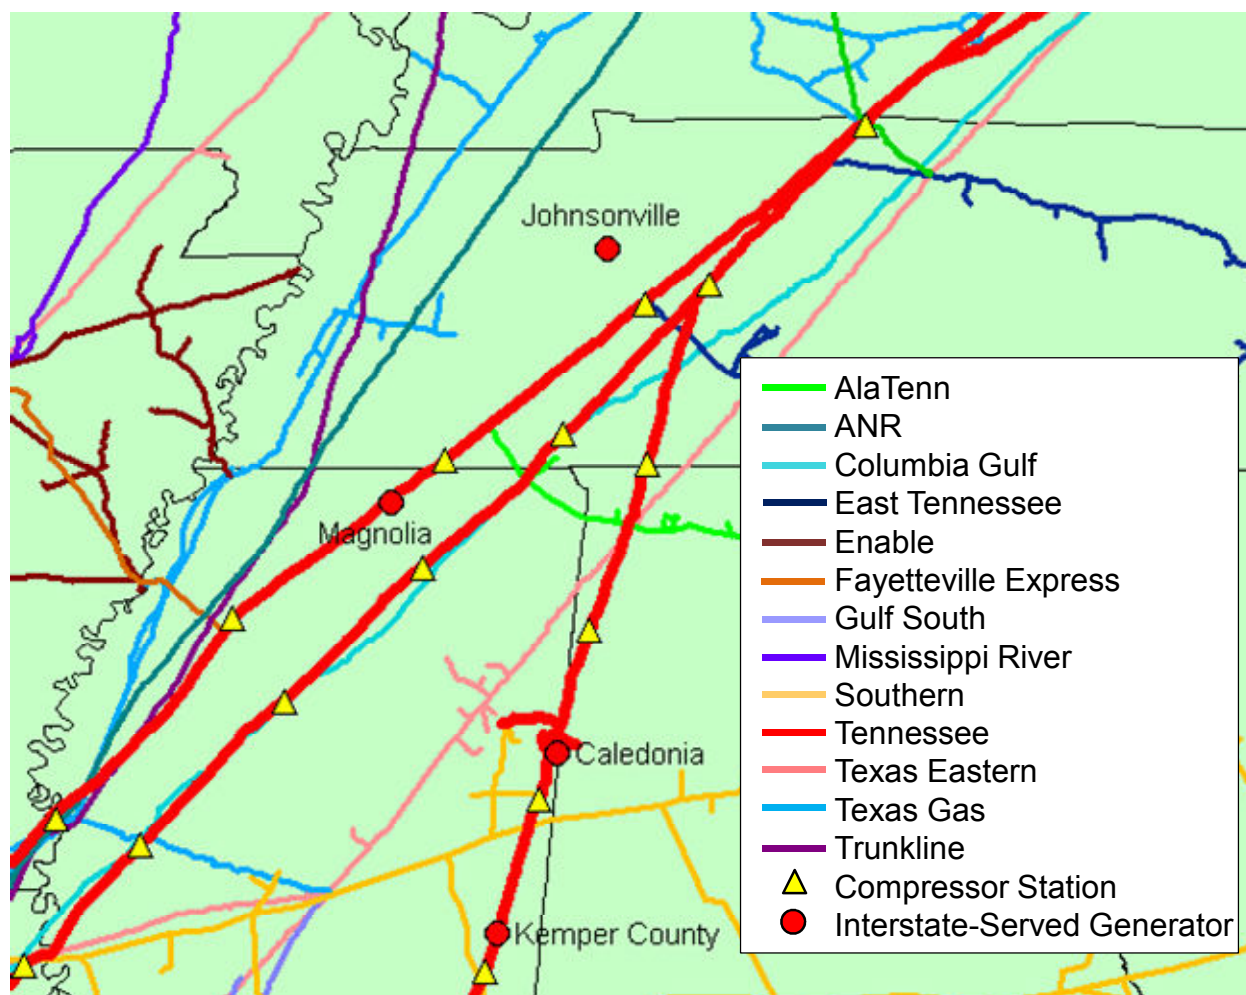 Johnsonville
Magnolia
Caledonia
Kemper County
AlaTenn
ANR
Columbia Gulf
East Tennessee
Enable
Fayetteville Express
Gulf South
Mississippi River
Southern
Tennessee
Texas Eastern
Texas Gas
Trunkline
Compressor Station
Interstate-Served Generator